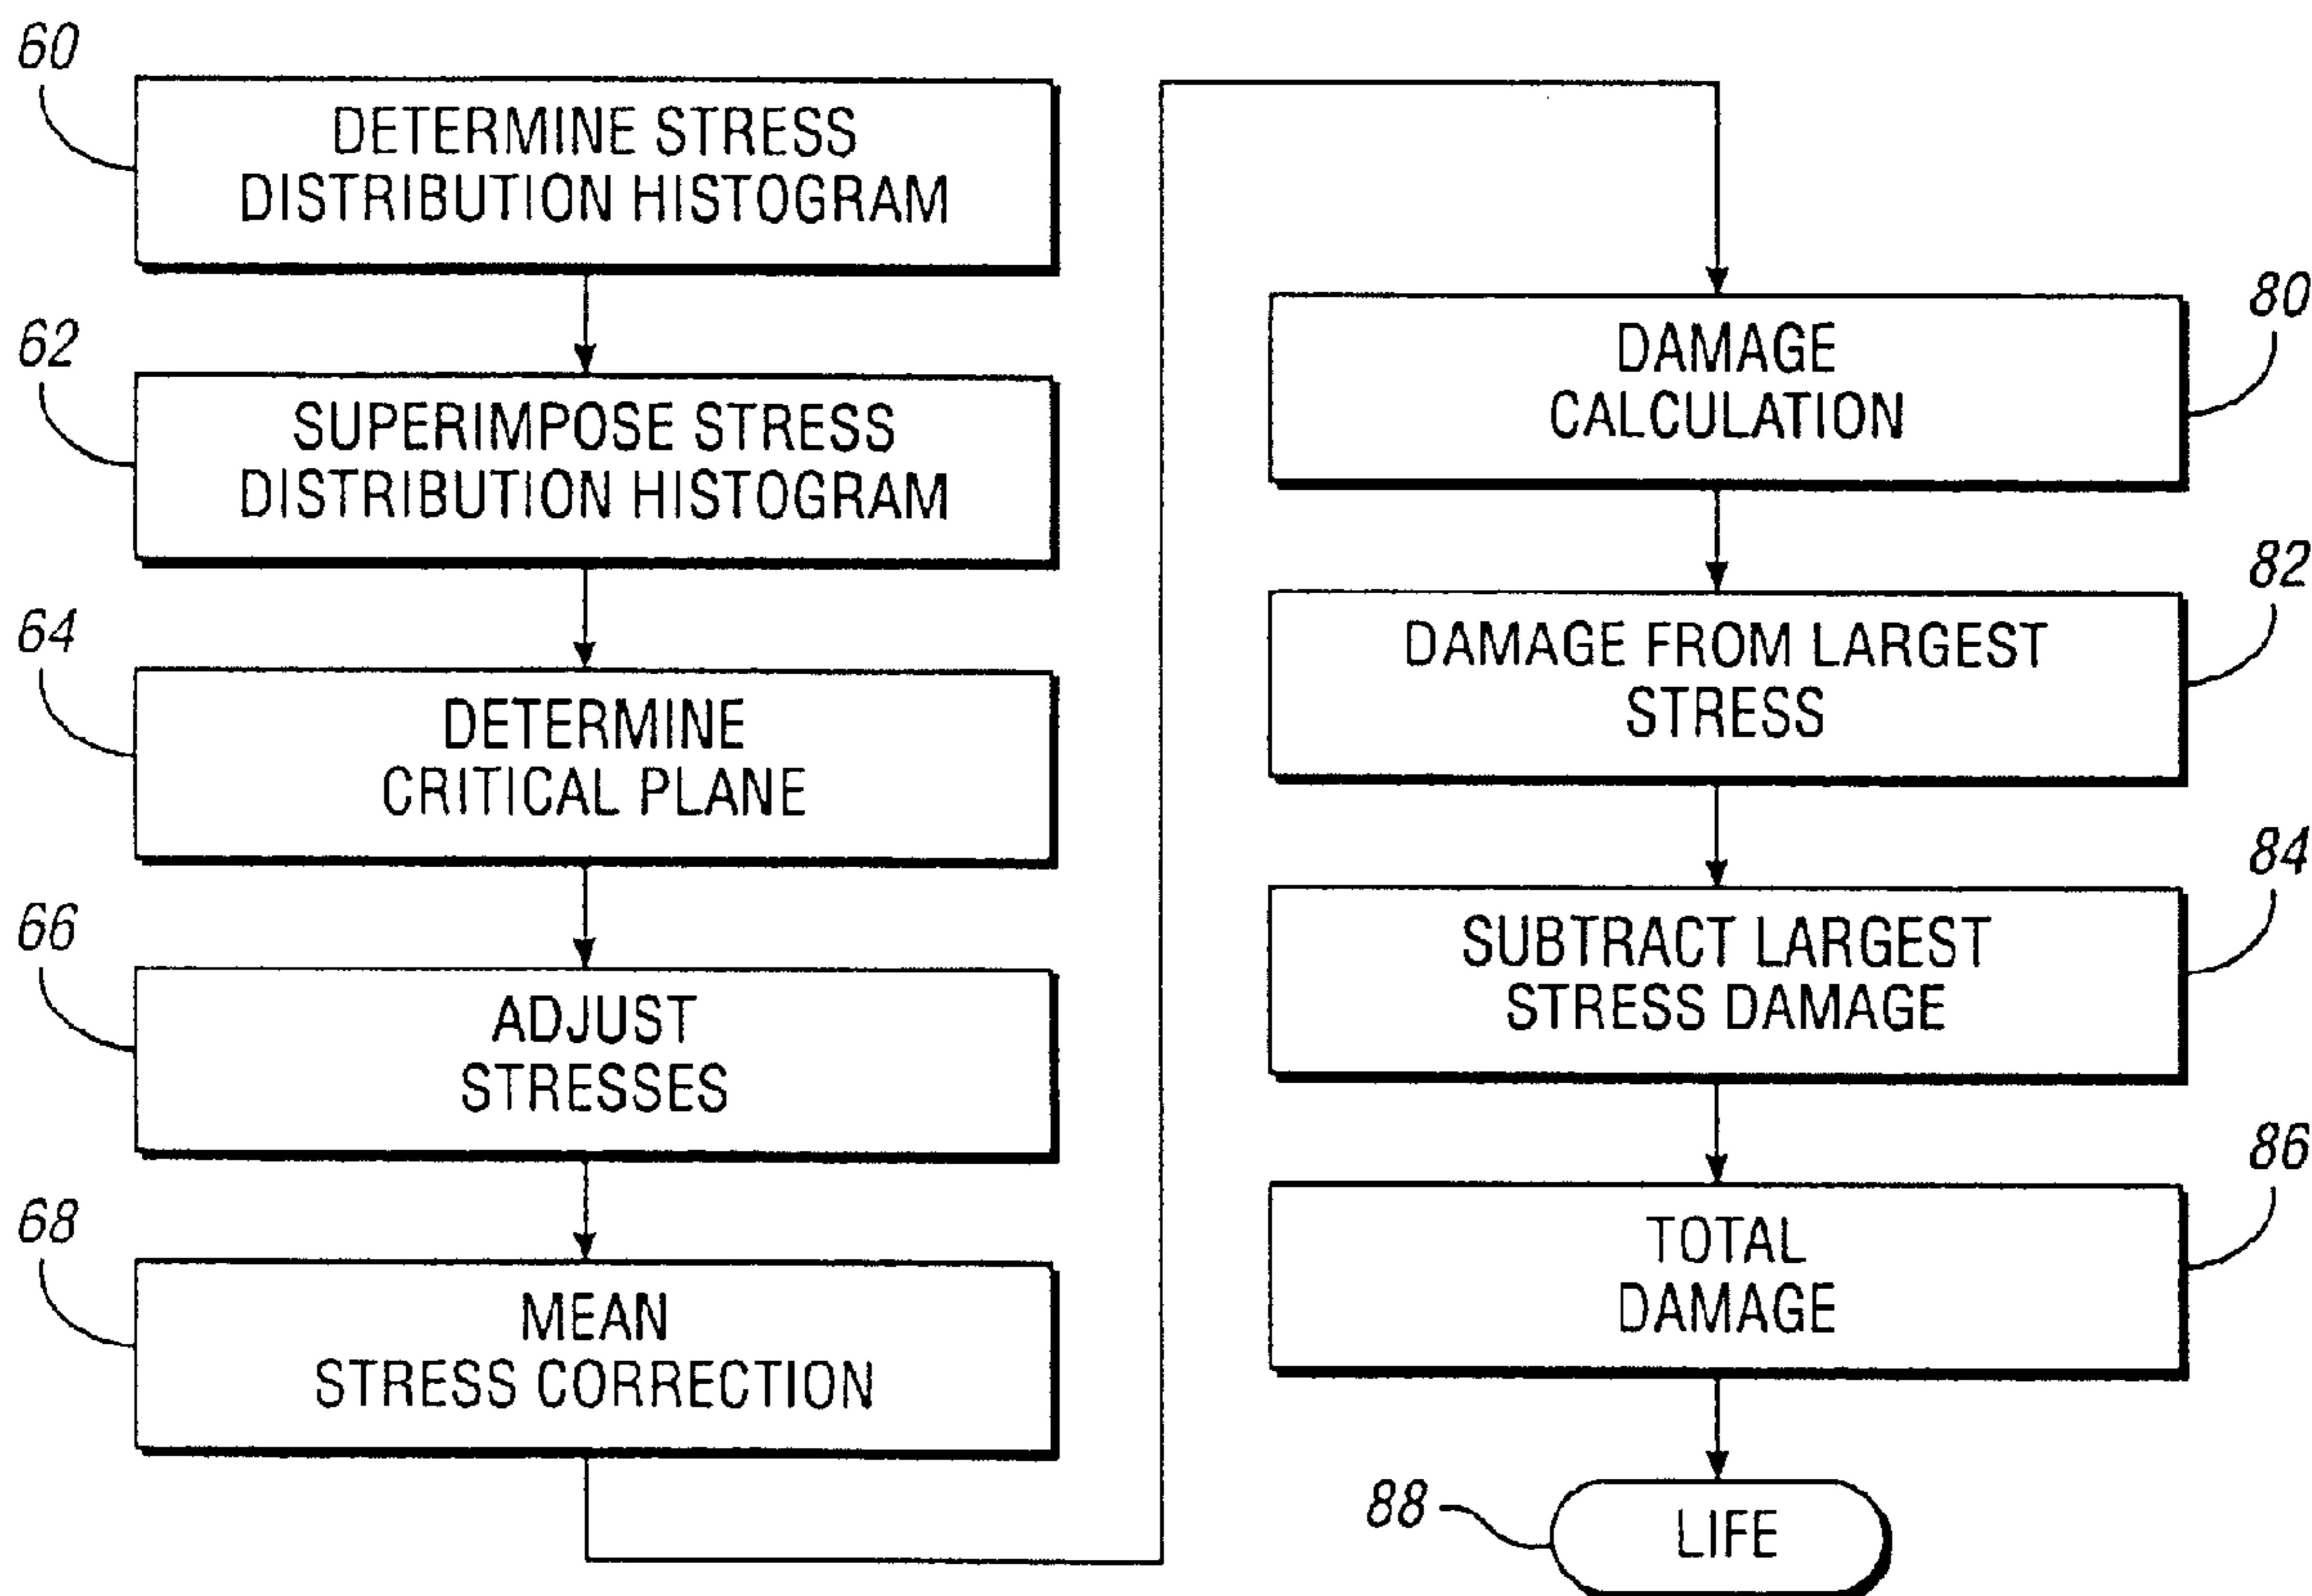 60
DETERMINE STRESS
DISTRIBUTION HISTOGRAM
62
SUPERIMPOSE STRESS
DISTRIBUTION HISTOGRAM
64
DETERMINE
CRITICAL PLANE
66
ADJUST
STRESSES
68
MEAN
STRESS CORRECTION
80
DAMAGE
CALCULATION
82
DAMAGE FROM LARGEST
STRESS
84
SUBTRACT LARGEST
STRESS DAMAGE
86
TOTAL
DAMAGE
88
LIFE